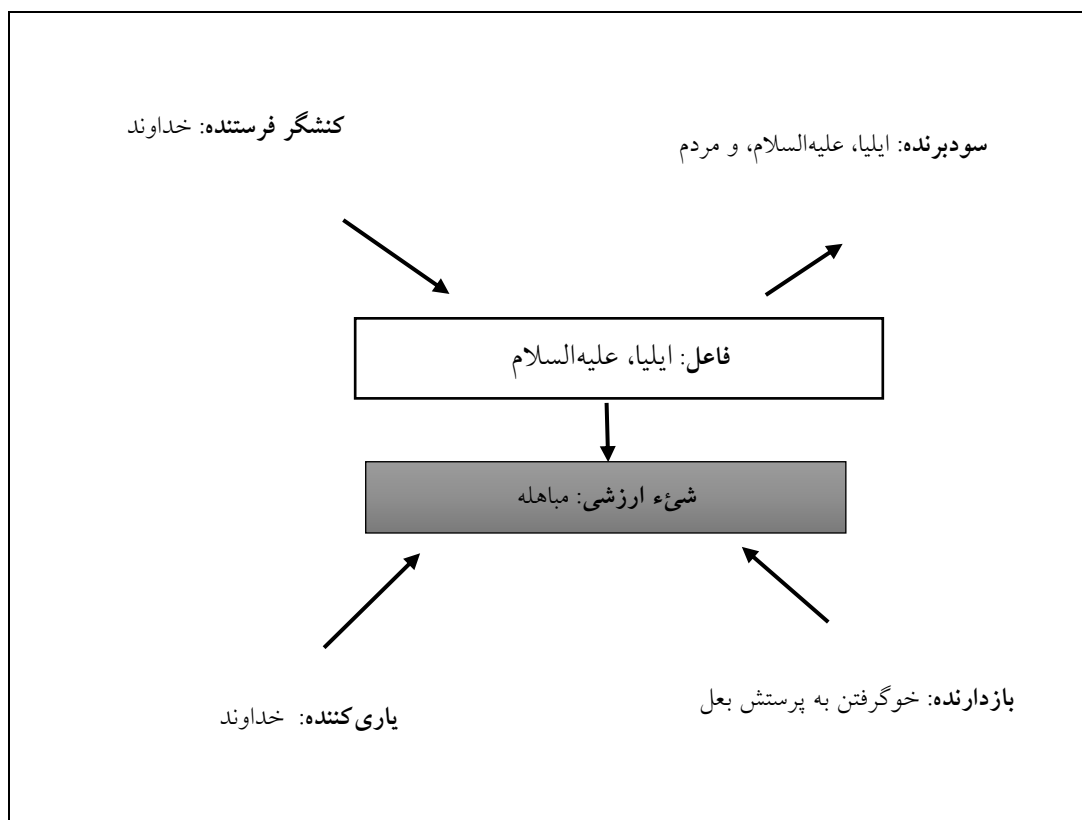 کنشگر فرستنده: خداوند
سودبرنده: ایلیا، علیه‌السلام، و مردم
فاعل: ایلیا، علیه‌السلام
شیء ارزشی: مباهله
بازدارنده: خوگرفتن به پرستش بعل
یاری‌کننده: خداوند